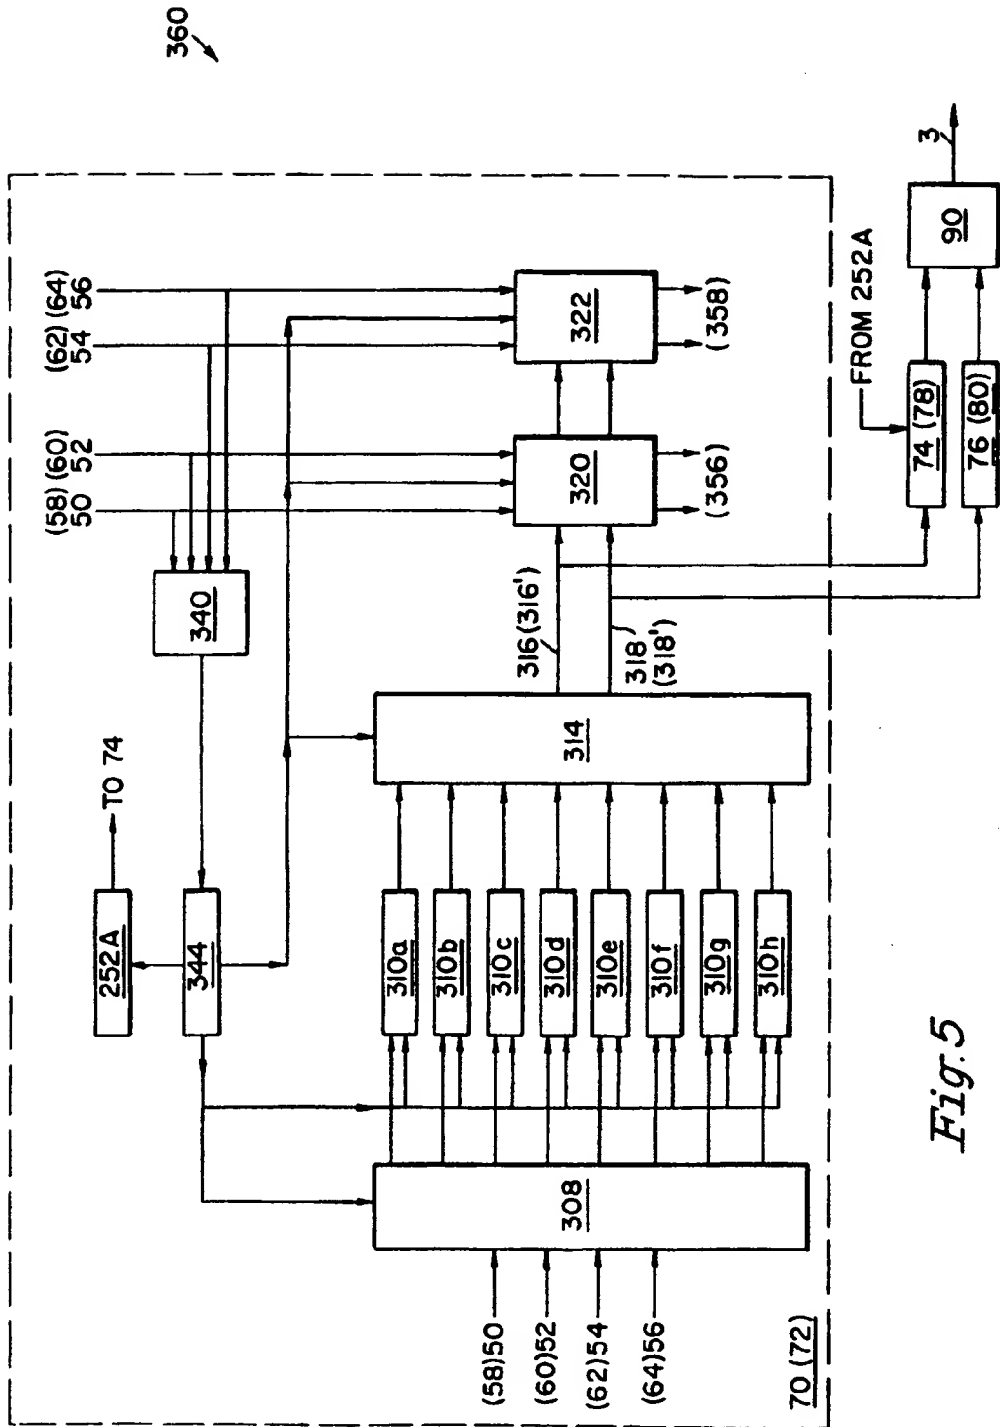 360
TO 74
252A
344
340
(58) (60)
50 52
(62) (64)
54 56
310a
310b
310c
310d
310e
310f
310g
310h
308
314
316 (316')
318
(318')
320
322
(356)
(358)
(58)50
(60)52
(62)54
(64)56
70 (72)
FROM 252A
74 (78)
76 (80)
90
3
Fig. 5